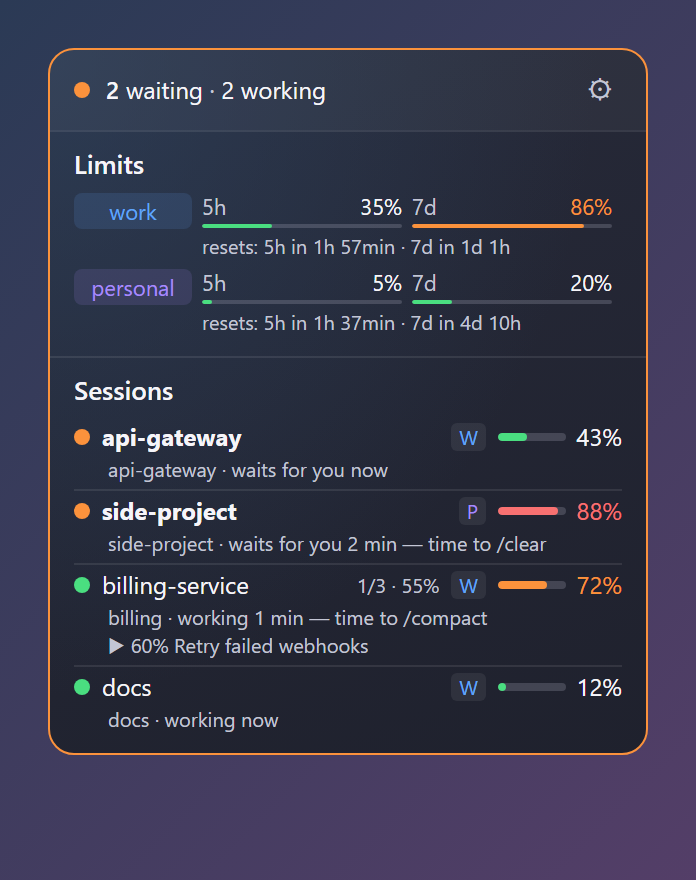 2 waiting · 2 working
Limits
work 5h 35% 7d 86%
resets: 5h in 1h 57min · 7d in 1d 1h
personal 5h 5% 7d 20%
resets: 5h in 1h 37min · 7d in 4d 10h
Sessions
api-gateway W 43%
api-gateway · waits for you now
side-project P 88%
side-project · waits for you 2 min — time to /clear
billing-service 1/3 · 55% W 72%
billing · working 1 min — time to /compact
▶ 60% Retry failed webhooks
docs W 12%
docs · working now